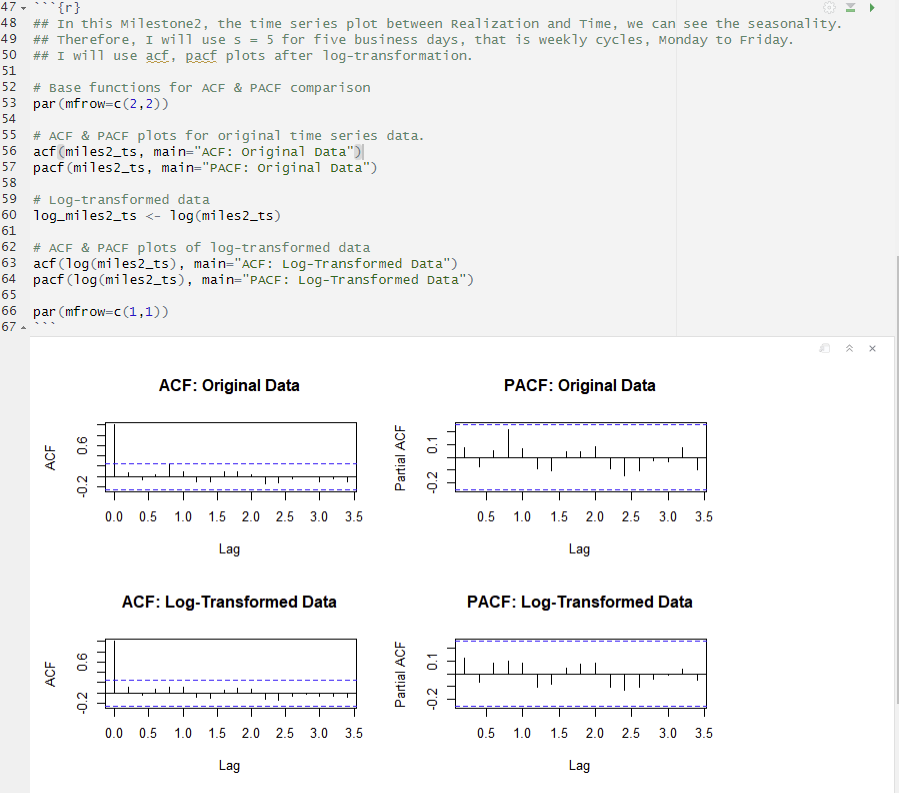 47 ```{r}
48 ## In this Milestone2, the time series plot between Realization and Time, we can see the seasonality.
49 ## Therefore, I will use s = 5 for five business days, that is weekly cycles, Monday to Friday.
50 ## I will use acf, pacf plots after log-transformation.
51
52 # Base functions for ACF & PACF comparison
53 par(mfrow=c(2,2))
54
55 # ACF & PACF plots for original time series data.
56 acf(miles2_ts, main="ACF: Original Data")
57 pacf(miles2_ts, main="PACF: Original Data")
58
59 # Log-transformed data
60 log_miles2_ts <- log(miles2_ts)
61
62 # ACF & PACF plots of log-transformed data
63 acf(log(miles2_ts), main="ACF: Log-Transformed Data")
64 pacf(log(miles2_ts), main="PACF: Log-Transformed Data")
65
66 par(mfrow=c(1,1))
67 ```
ACF: Original Data
ACF
0.6
-0.2
0.0 0.5 1.0 1.5 2.0 2.5 3.0 3.5
Lag
PACF: Original Data
Partial ACF
0.1
-0.2
0.5 1.0 1.5 2.0 2.5 3.0 3.5
Lag
ACF: Log-Transformed Data
ACF
0.6
-0.2
0.0 0.5 1.0 1.5 2.0 2.5 3.0 3.5
Lag
PACF: Log-Transformed Data
Partial ACF
0.1
-0.2
0.5 1.0 1.5 2.0 2.5 3.0 3.5
Lag